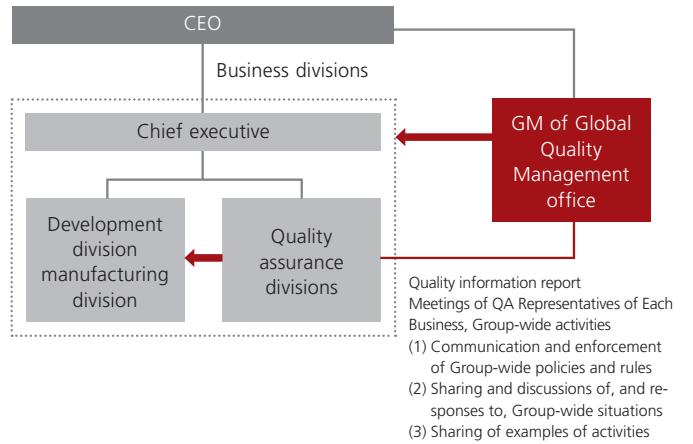 CEO
Business divisions
Chief executive
GM of Global
Quality
Management
office
Development
division
manufacturing
division
Quality
assurance
divisions
Quality information report
Meetings of QA Representatives of Each
Business, Group-wide activities
(1) Communication and enforcement
of Group-wide policies and rules
(2) Sharing and discussions of, and re-
sponses to, Group-wide situations
(3) Sharing of examples of activities